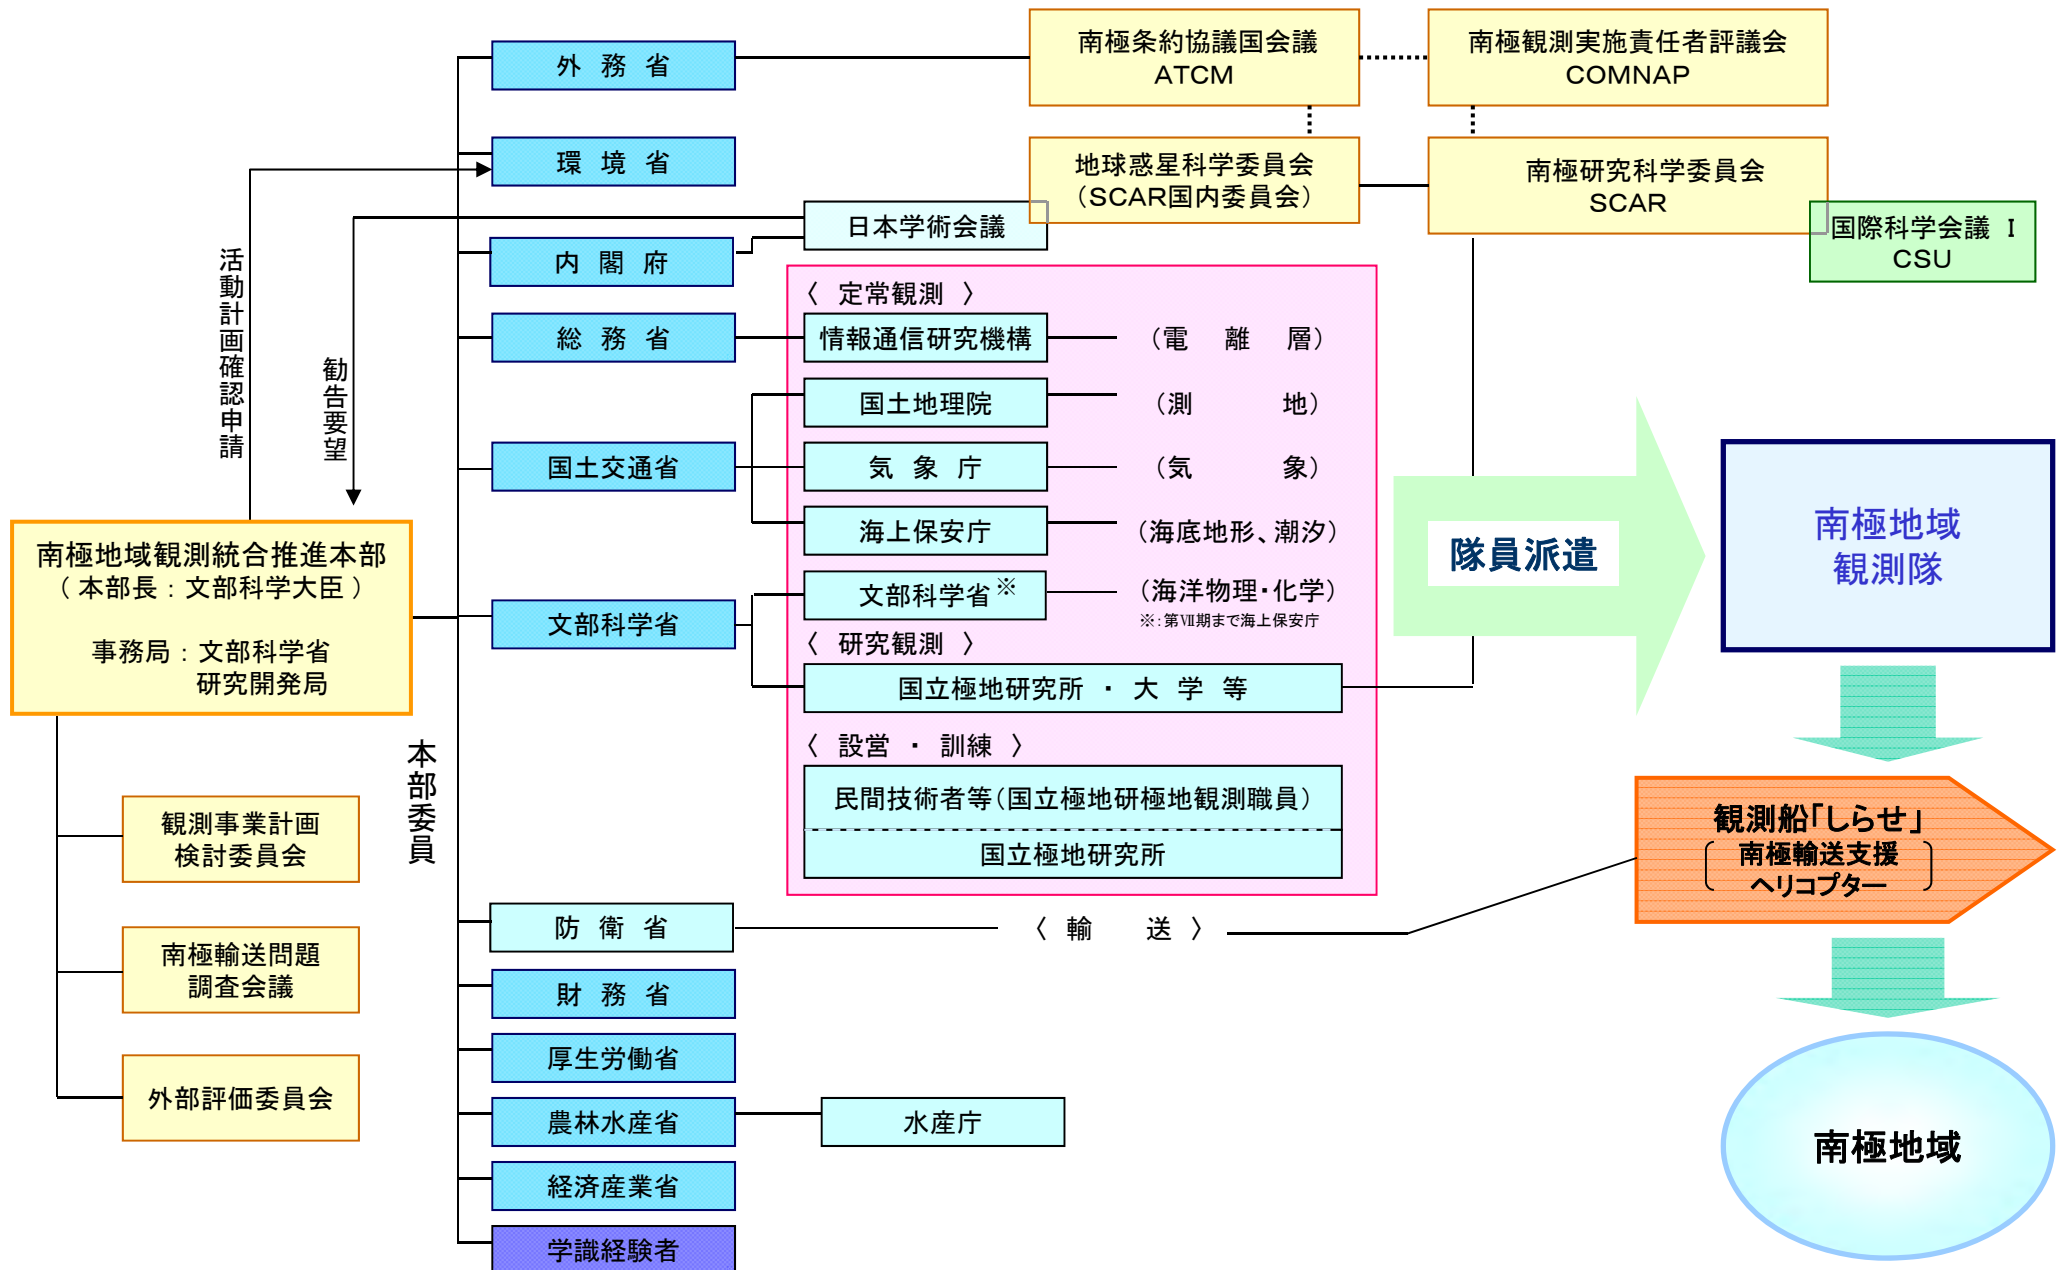 外務省
環境省
内閣府
総務省
国土交通省
文部科学省
防衛省
財務省
厚生労働省
農林水産省
経済産業省
学識経験者
南極条約協議国会議
ATCM
南極観測実施責任者評議会
COMNAP
地球惑星科学委員会
（SCAR国内委員会）
南極研究科学委員会
SCAR
国際科学会議 I
CSU
日本学術会議
活動計画確認申請
勧告要望
南極地域観測統合推進本部
（ 本部長 ： 文部科学大臣 ）
事務局 ： 文部科学省
研究開発局
本部委員
観測事業計画
検討委員会
南極輸送問題
調査会議
外部評価委員会
〈 定常観測 〉
情報通信研究機構
（電離層）
国土地理院
（測地）
気象庁
（気象）
海上保安庁
（海底地形、潮汐）
文部科学省※
（海洋物理・化学）
※：第Ⅶ期まで海上保安庁
〈 研究観測 〉
国立極地研究所 ・ 大 学 等
〈 設営 ・ 訓練 〉
民間技術者等（国立極地研極地観測職員）
国立極地研究所
〈 輸 送 〉
水産庁
隊員派遣
南極地域
観測隊
観測船「しらせ」
南極輸送支援
ヘリコプター
南極地域